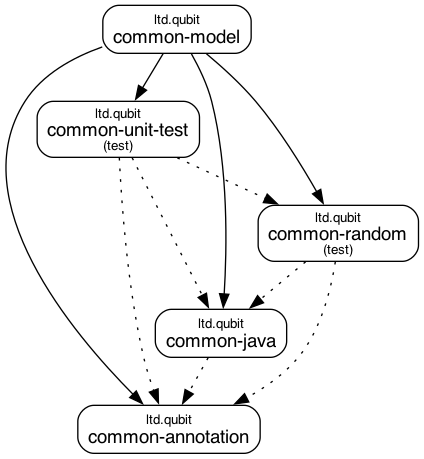 ltd.qubit
common-model
ltd.qubit
common-unit-test
(test)
ltd.qubit
common-random
(test)
ltd.qubit
common-java
ltd.qubit
common-annotation